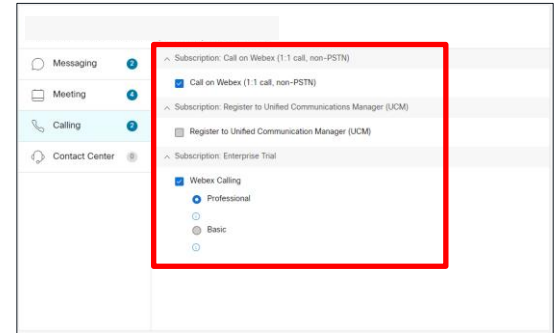 Messaging 2
Meeting 4
Calling 2
Contact Center 0
Subscription: Call on Webex (1:1 call, non-PSTN)
Call on Webex (1:1 call, non-PSTN)
Subscription: Register to Unified Communications Manager (UCM)
Register to Unified Communication Manager (UCM)
Subscription: Enterprise Trial
Webex Calling
Professional
Basic